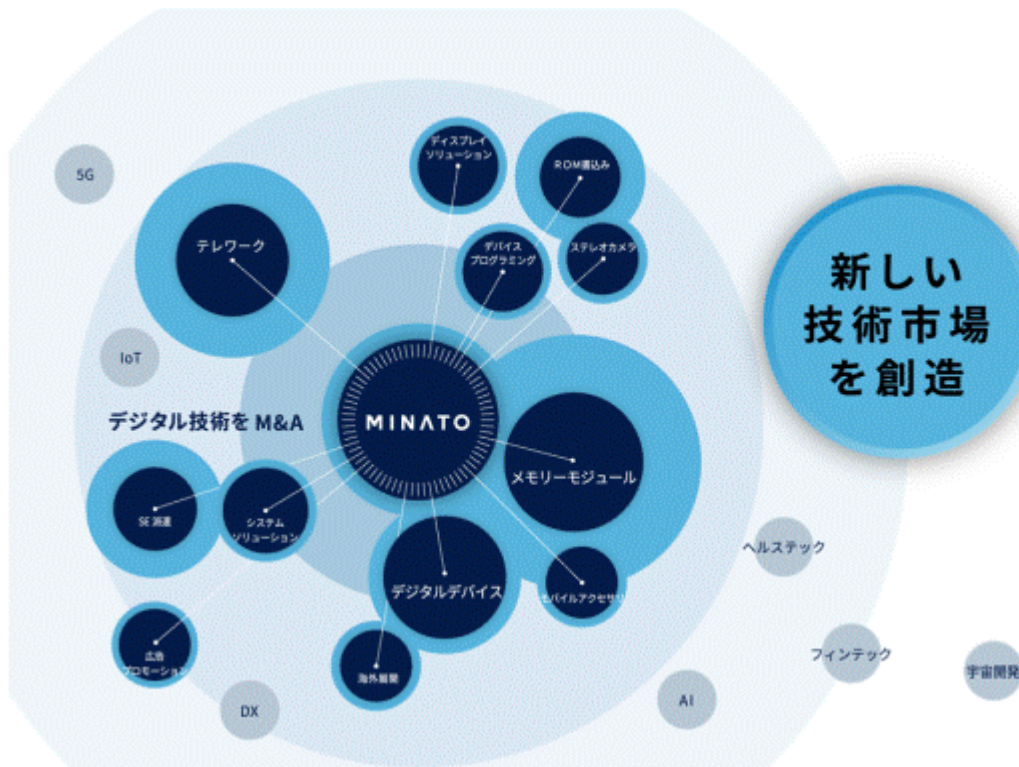 ディスプレイ
ソリューション
ROM書込み
5G
テレワーク
デバイス
プログラミング
ステレオカメラ
新しい
技術市場
を創造
IoT
デジタル技術を M&A
MINATO
メモリーモジュール
SE派遣
システム
ソリューション
ヘルステック
デジタルデバイス
モバイルアクセサリ
広告
プロモーション
海外展開
フィンテック
宇宙開発
DX
AI